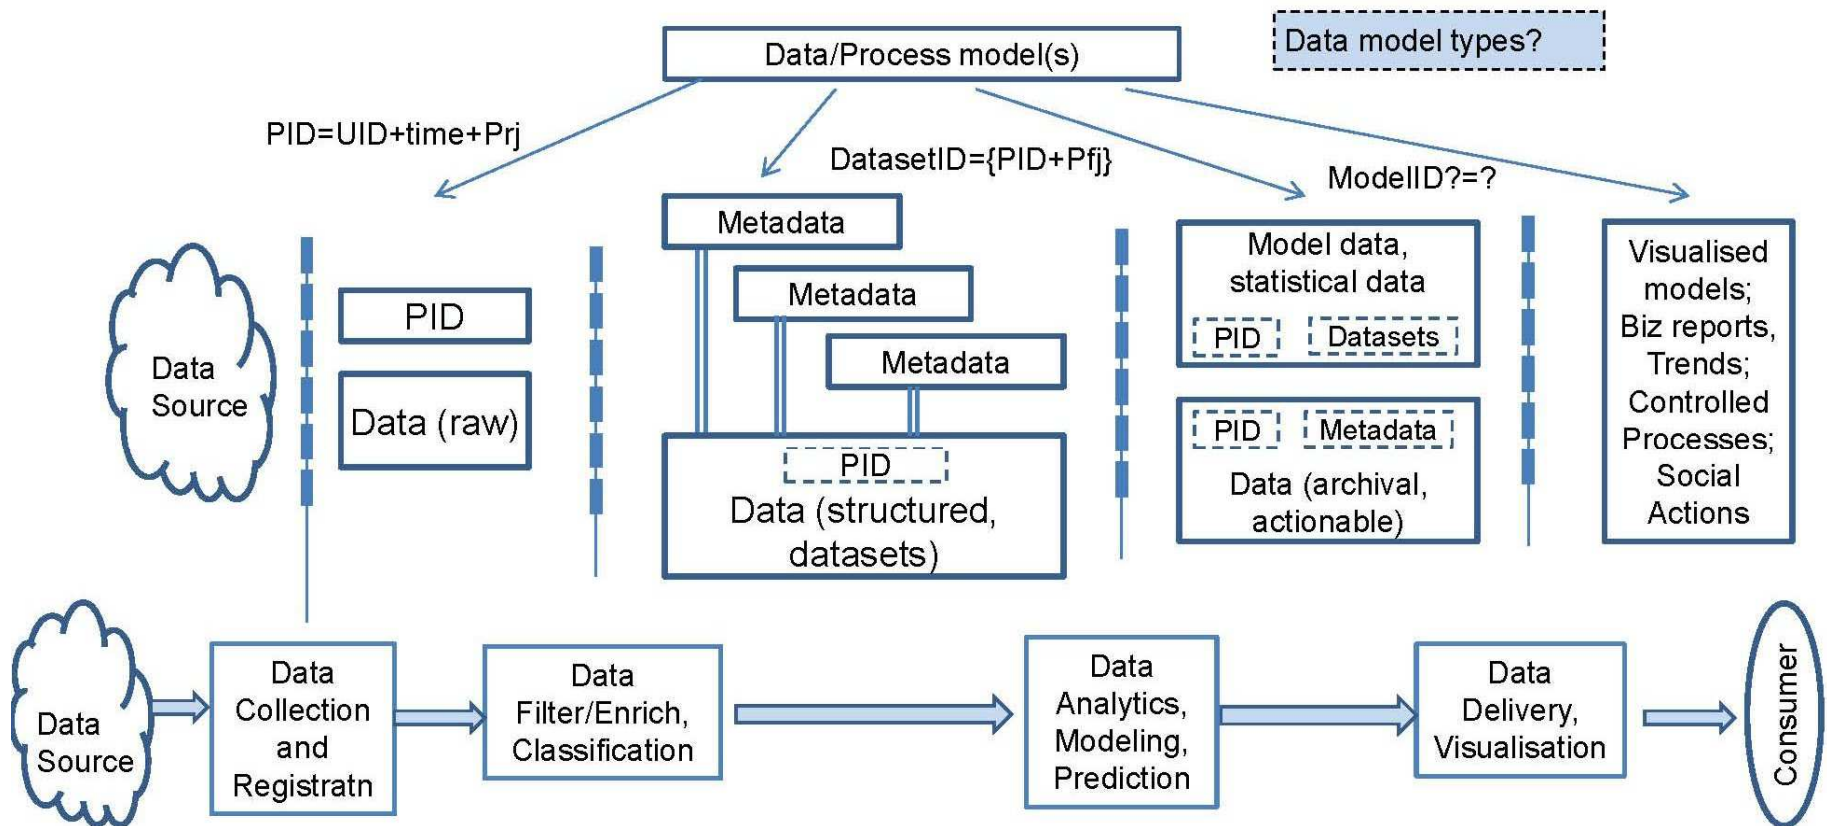 Data/Process model(s)
Data model types?
PID=UID+time+Prj
DatasetID={PID+Pfj}
ModelID?=?
Data
Source
PID
Data (raw)
Metadata
Metadata
Metadata
PID
Data (structured,
datasets)
Model data,
statistical data
PID
Datasets
PID
Metadata
Data (archival,
actionable)
Visualised
models;
Biz reports,
Trends;
Controlled
Processes;
Social
Actions
Data
Source
Data
Collection
and
Registratn
Data
Filter/Enrich,
Classification
Data
Analytics,
Modeling,
Prediction
Data
Delivery,
Visualisation
Consumer